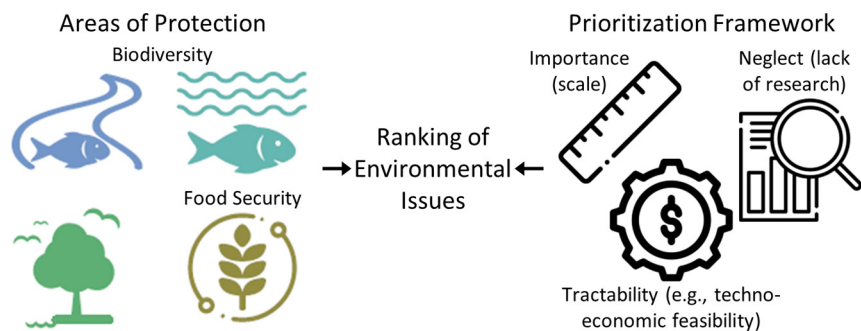 Areas of Protection
Biodiversity
Food Security
Ranking of
Environmental
Issues
Prioritization Framework
Importance
(scale)
Neglect (lack
of research)
$
Tractability (e.g., techno-
economic feasibility)